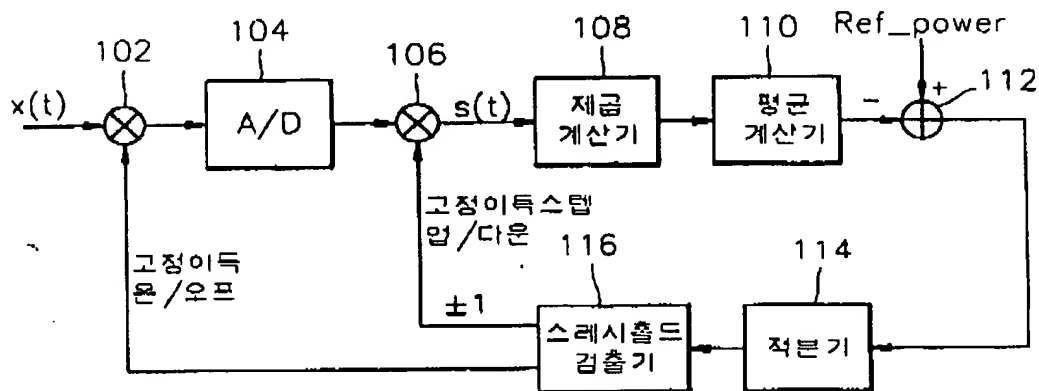 102
104
106
108
110
Ref_power
112
x(t)
A/D
s(t)
제곱
계산기
평균
계산기
-
+
고정이득스텝
업/다운
고정이득
온/오프
±1
116
스레시홀드
검출기
114
적분기